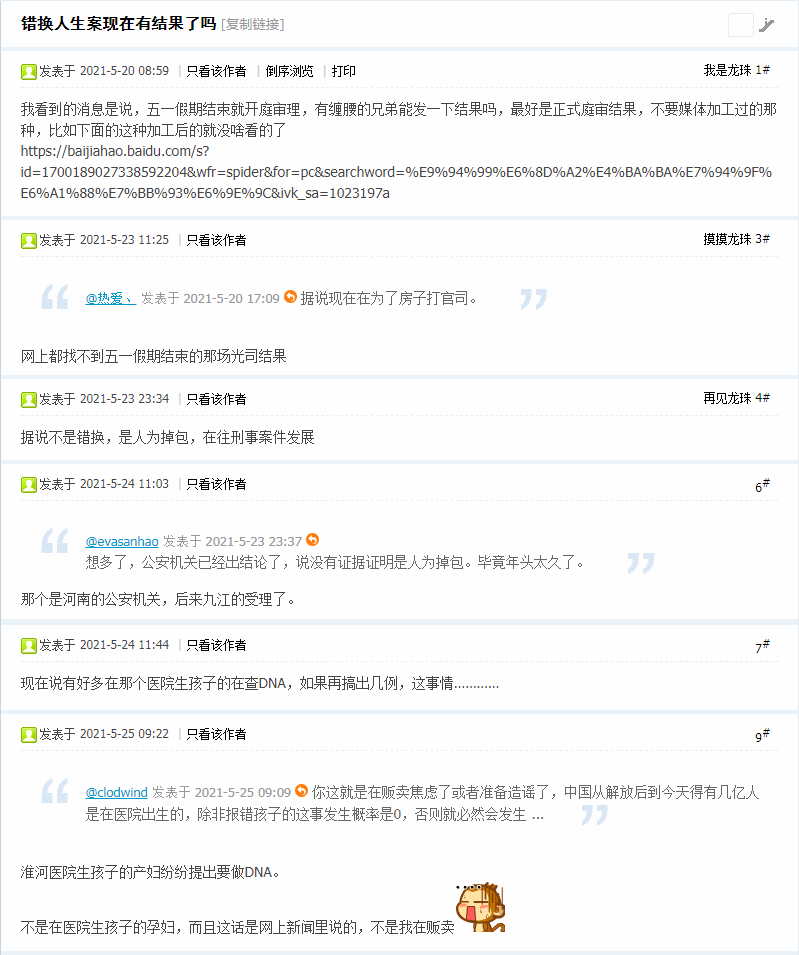 错换人生案现在有结果了吗 [复制链接]
发表于 2021-5-20 08:59 |只看该作者 |倒序浏览 |打印 我是龙珠 1#
我看到的消息是说，五一假期结束就开庭审理，有缠腰的兄弟能发一下结果吗，最好是正式庭审结果，不要媒体加工过的那
种，比如下面的这种加工后的就没啥看的了
https://baijiahao.baidu.com/s?
id=1700189027338592204&wfr=spider&for=pc&searchword=%E9%94%99%E6%8D%A2%E4%BA%BA%E7%94%9F%
E6%A1%88%E7%BB%93%E6%9E%9C&ivk_sa=1023197a
发表于 2021-5-23 11:25 |只看该作者 摸摸龙珠 3#
@热爱丶 发表于 2021-5-20 17:09 据说现在在为了房子打官司。
网上都找不到五一假期结束的那场光司结果
发表于 2021-5-23 23:34 |只看该作者 再见龙珠 4#
据说不是错换，是人为掉包，在往刑事案件发展
发表于 2021-5-24 11:03 |只看该作者 6#
@evasanhao 发表于 2021-5-23 23:37
想多了，公安机关已经出结论了，说没有证据证明是人为掉包。毕竟年头太久了。
那个是河南的公安机关，后来九江的受理了。
发表于 2021-5-24 11:44 |只看该作者 7#
现在说有好多在那个医院生孩子的在查DNA，如果再搞出几例，这事情…………
发表于 2021-5-25 09:22 |只看该作者 9#
@clodwind 发表于 2021-5-25 09:09 你这就是在贩卖焦虑了或者准备造谣了，中国从解放后到今天得有几亿人
是在医院出生的，除非报错孩子的这事发生概率是0，否则就必然会发生 ...
淮河医院生孩子的产妇纷纷提出要做DNA。
不是在医院生孩子的孕妇，而且这话是网上新闻里说的，不是我在贩卖